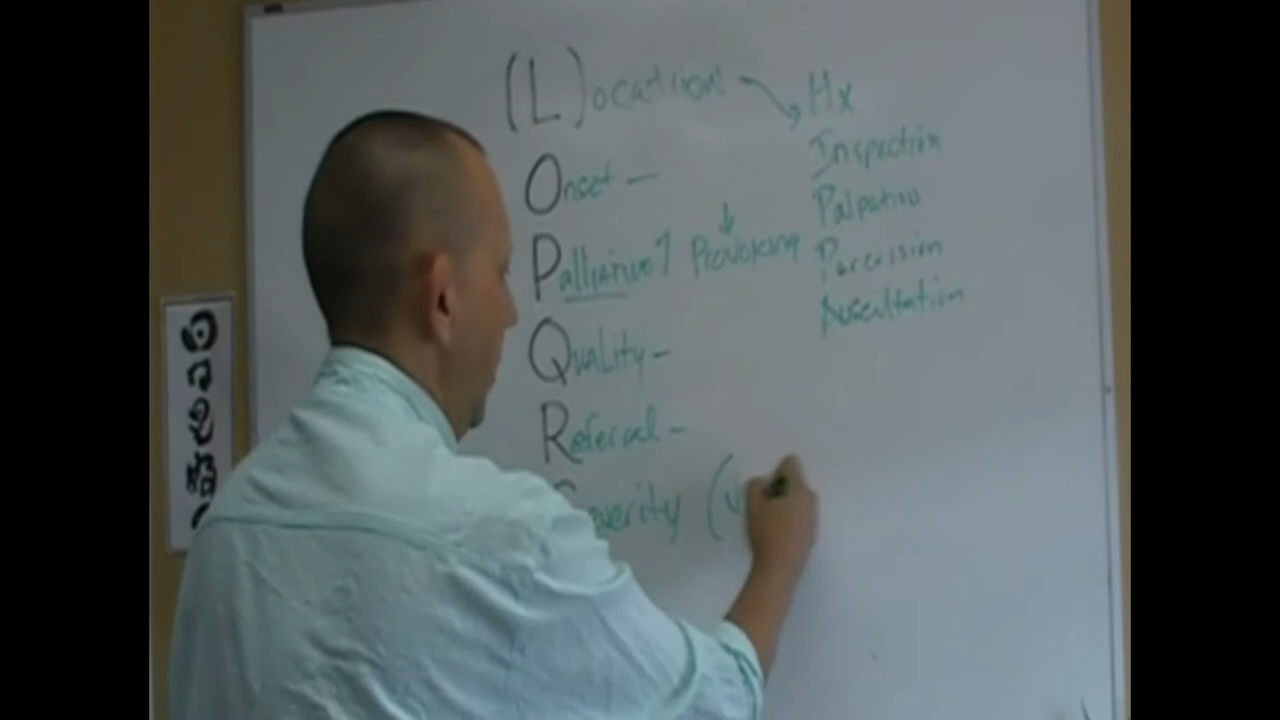 (L)ocation → Hx
Inspection
Onset —
Palpation
Palliative? Provoking
Percussion
Auscultation
Quality —
Referral —
Severity (V